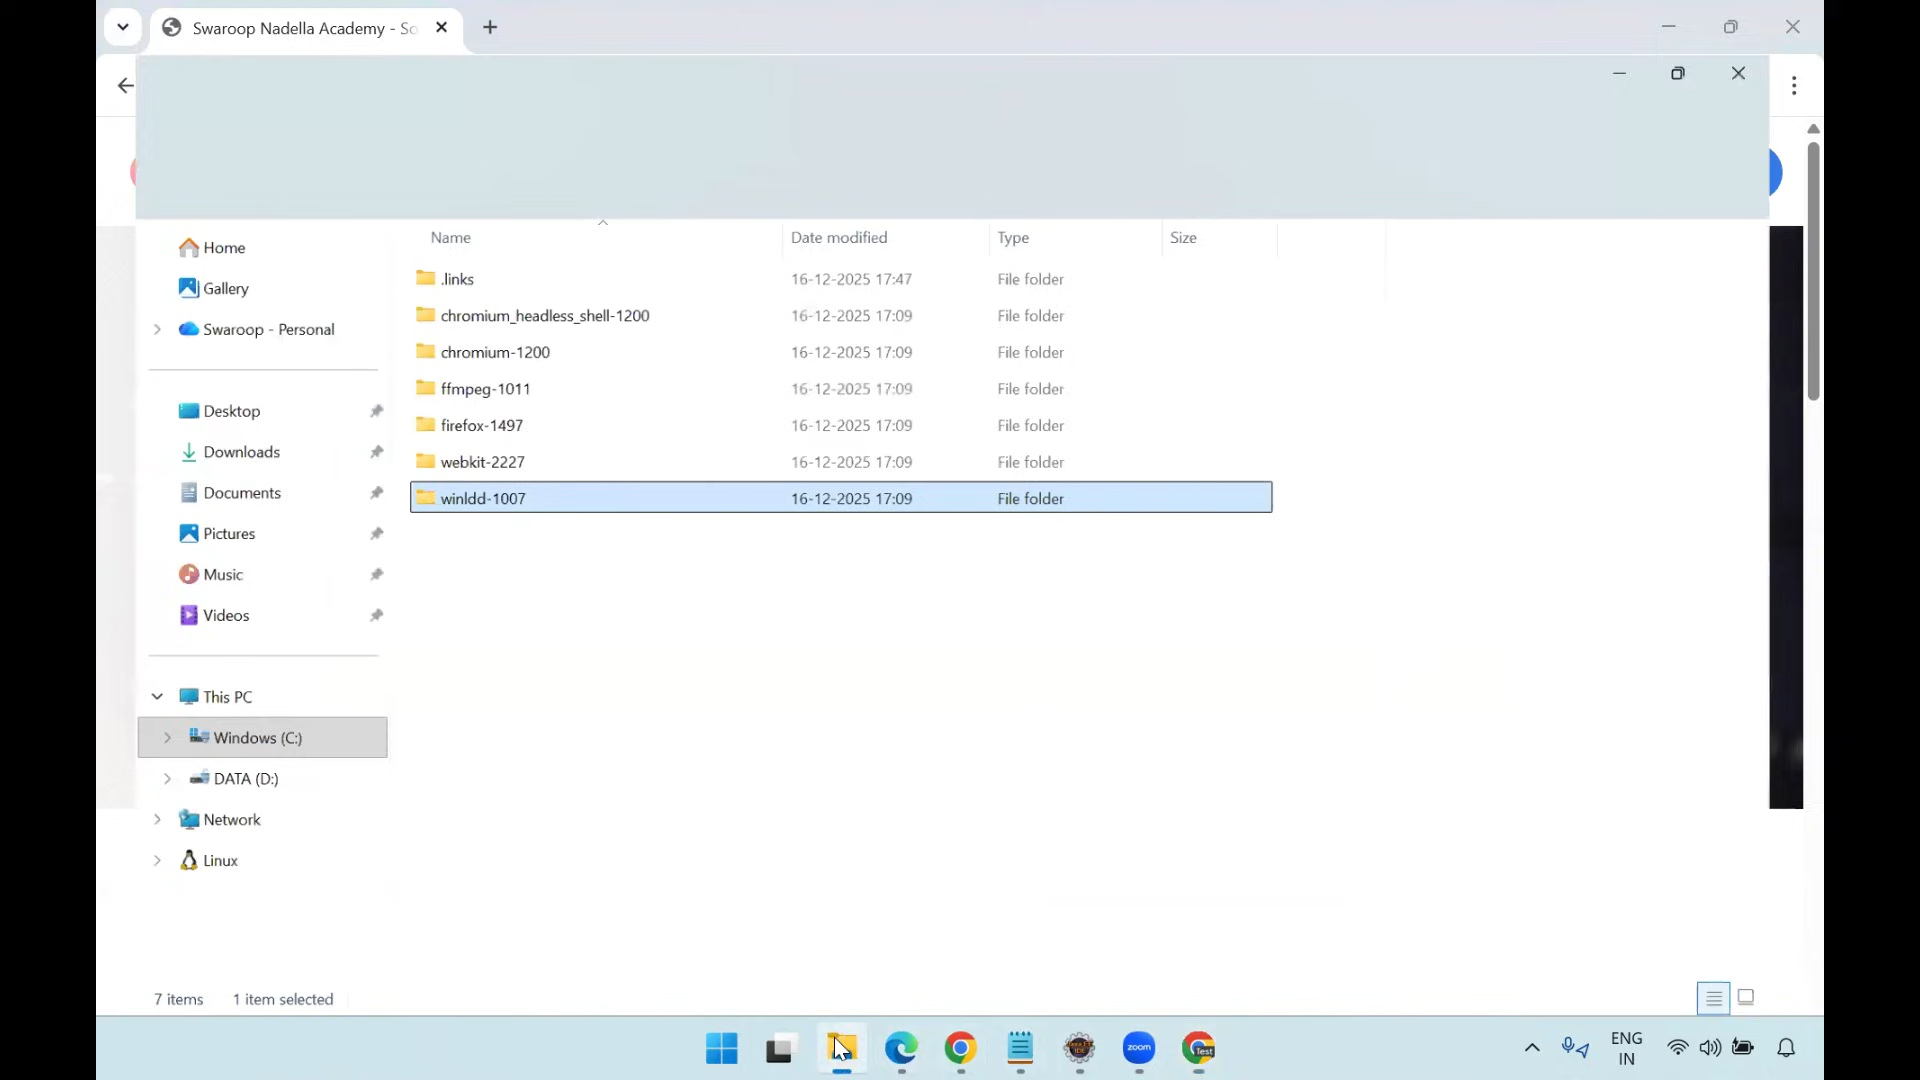 Swaroop Nadella Academy - So
Name
Date modified
Type
Size
.links 16-12-2025 17:47 File folder
chromium_headless_shell-1200 16-12-2025 17:09 File folder
chromium-1200 16-12-2025 17:09 File folder
ffmpeg-1011 16-12-2025 17:09 File folder
firefox-1497 16-12-2025 17:09 File folder
webkit-2227 16-12-2025 17:09 File folder
winldd-1007 16-12-2025 17:09 File folder
Home
Gallery
Swaroop - Personal
Desktop
Downloads
Documents
Pictures
Music
Videos
This PC
Windows (C:)
DATA (D:)
Network
Linux
7 items 1 item selected
zoom
Test
ENG
IN